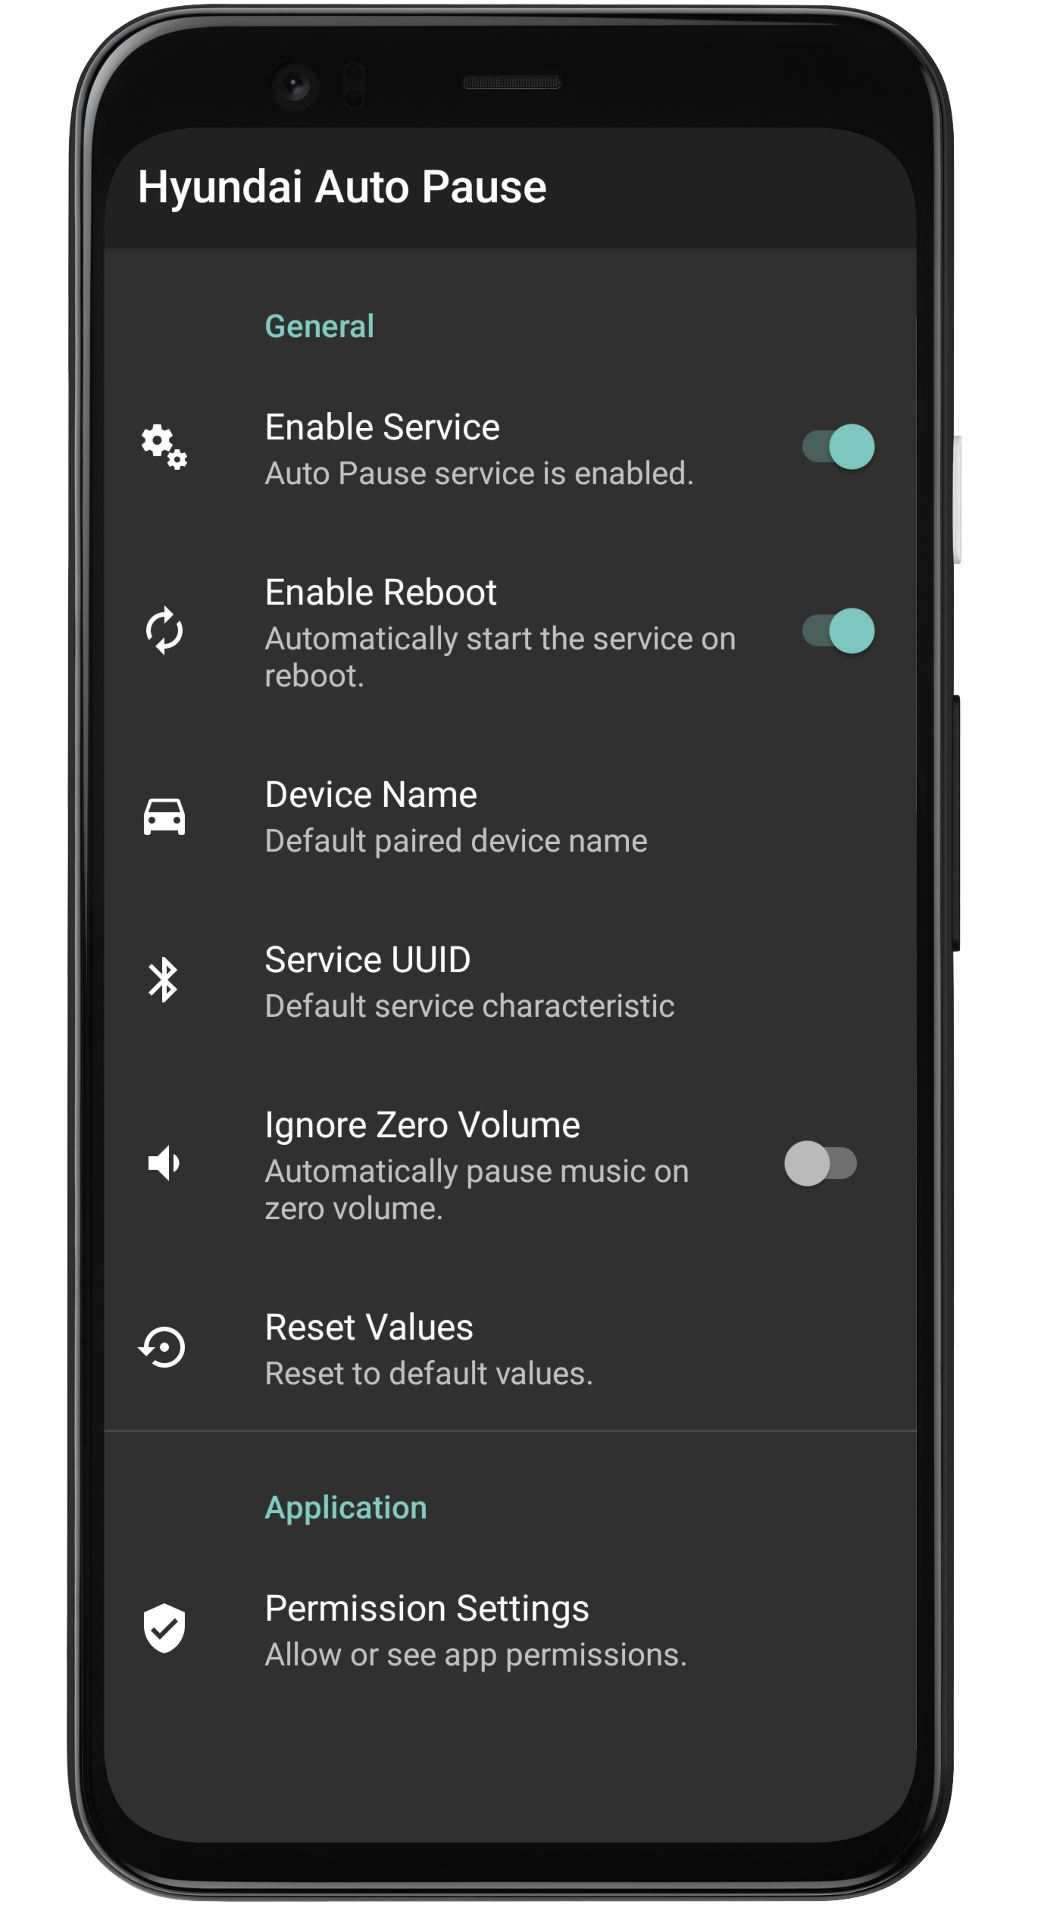 Hyundai Auto Pause
General
Enable Service
Auto Pause service is enabled.
Enable Reboot
Automatically start the service on
reboot.
Device Name
Default paired device name
Service UUID
Default service characteristic
Ignore Zero Volume
Automatically pause music on
zero volume.
Reset Values
Reset to default values.
Application
Permission Settings
Allow or see app permissions.